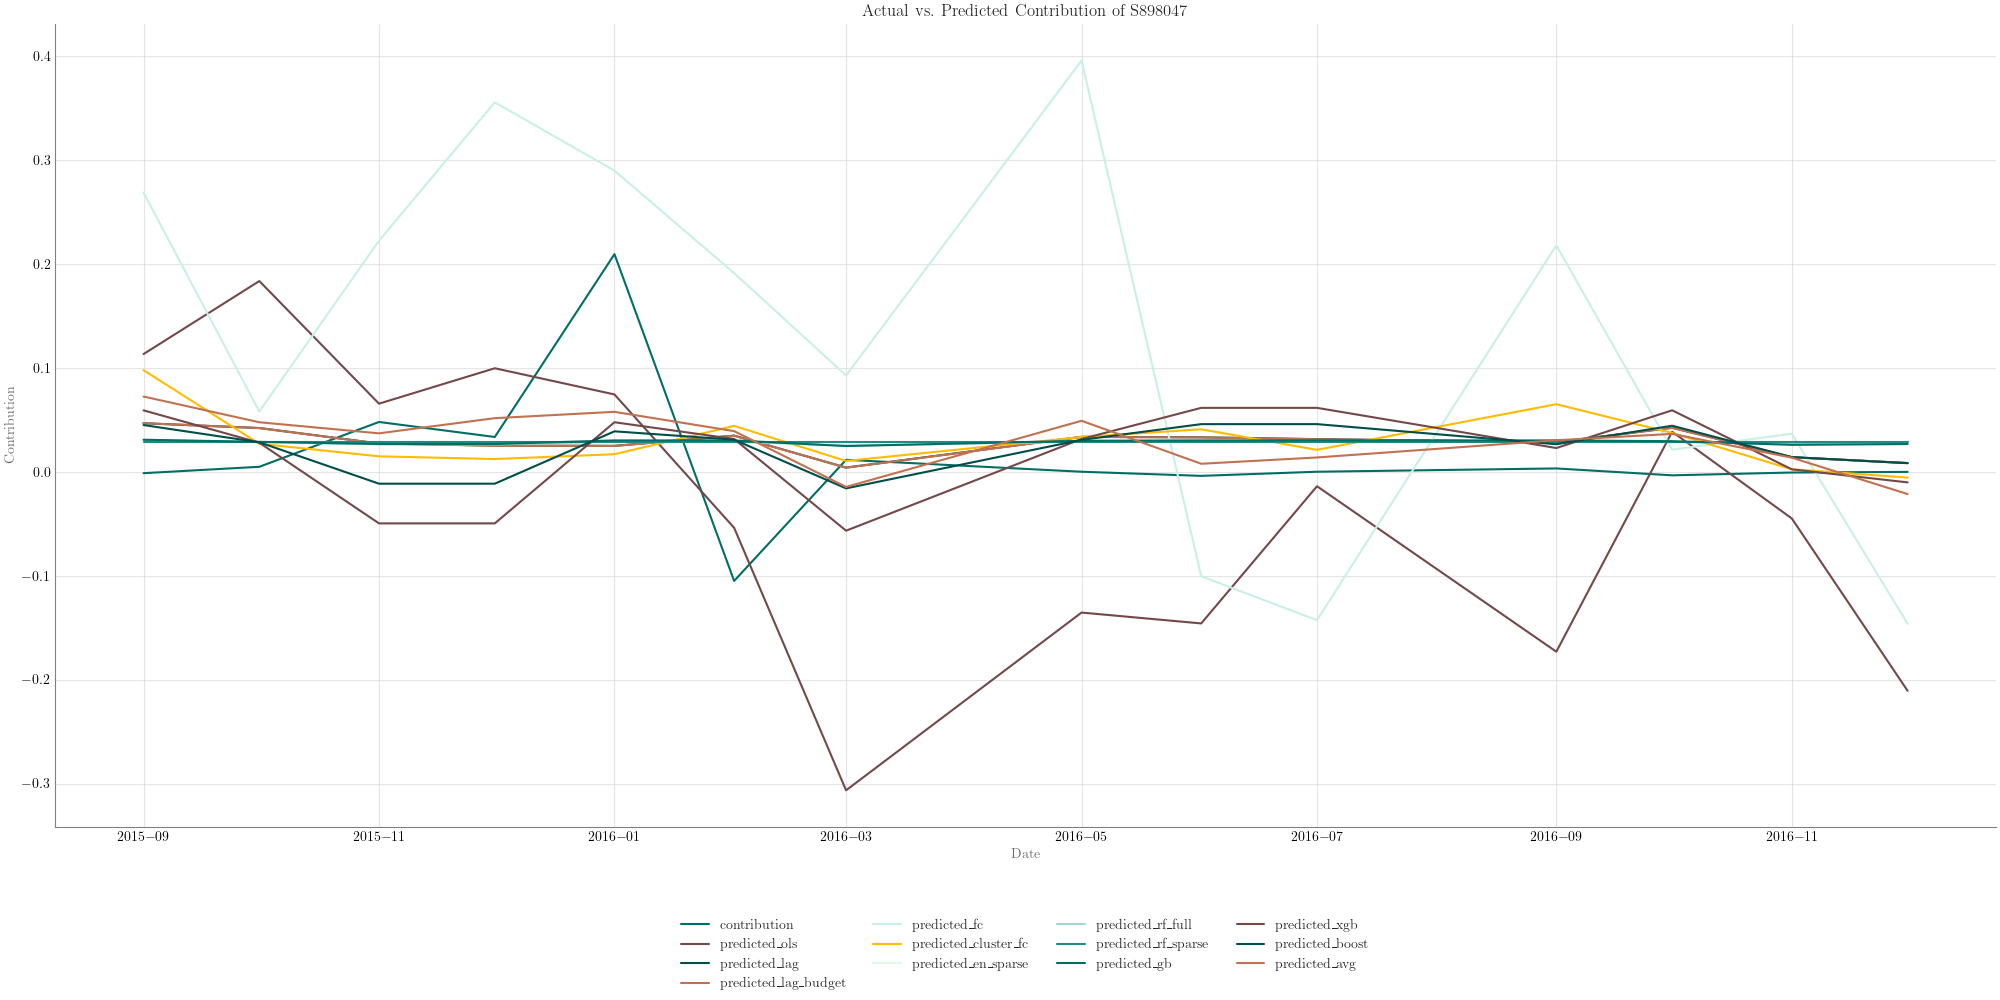 Actual vs. Predicted Contribution of S898047
Contribution
0.4
0.3
0.2
0.1
0.0
−0.1
−0.2
−0.3
2015−09 2015−11 2016−01 2016−03 2016−05 2016−07 2016−09 2016−11
Date
contribution predicted_fc predicted_rf_full predicted_xgb
predicted_ols predicted_cluster_fc predicted_rf_sparse predicted_boost
predicted_lag predicted_en_sparse predicted_gb predicted_avg
predicted_lag_budget